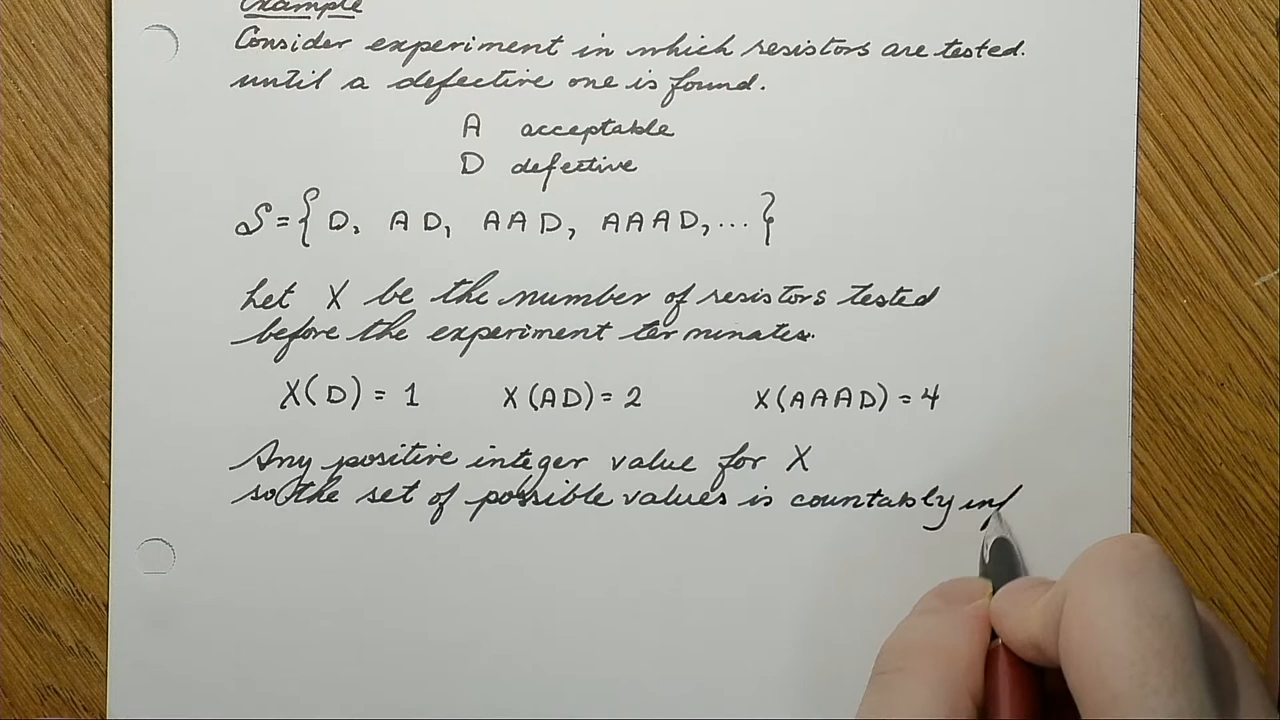 Example
Consider experiment in which resistors are tested.
until a defective one is found.
A acceptable
D defective
S = { D, AD, AAD, AAAD, ... }
Let X be the number of resistors tested
before the experiment terminates.
X(D) = 1 X(AD) = 2 X(AAAD) = 4
Any positive integer value for X
so the set of possible values is countably inf